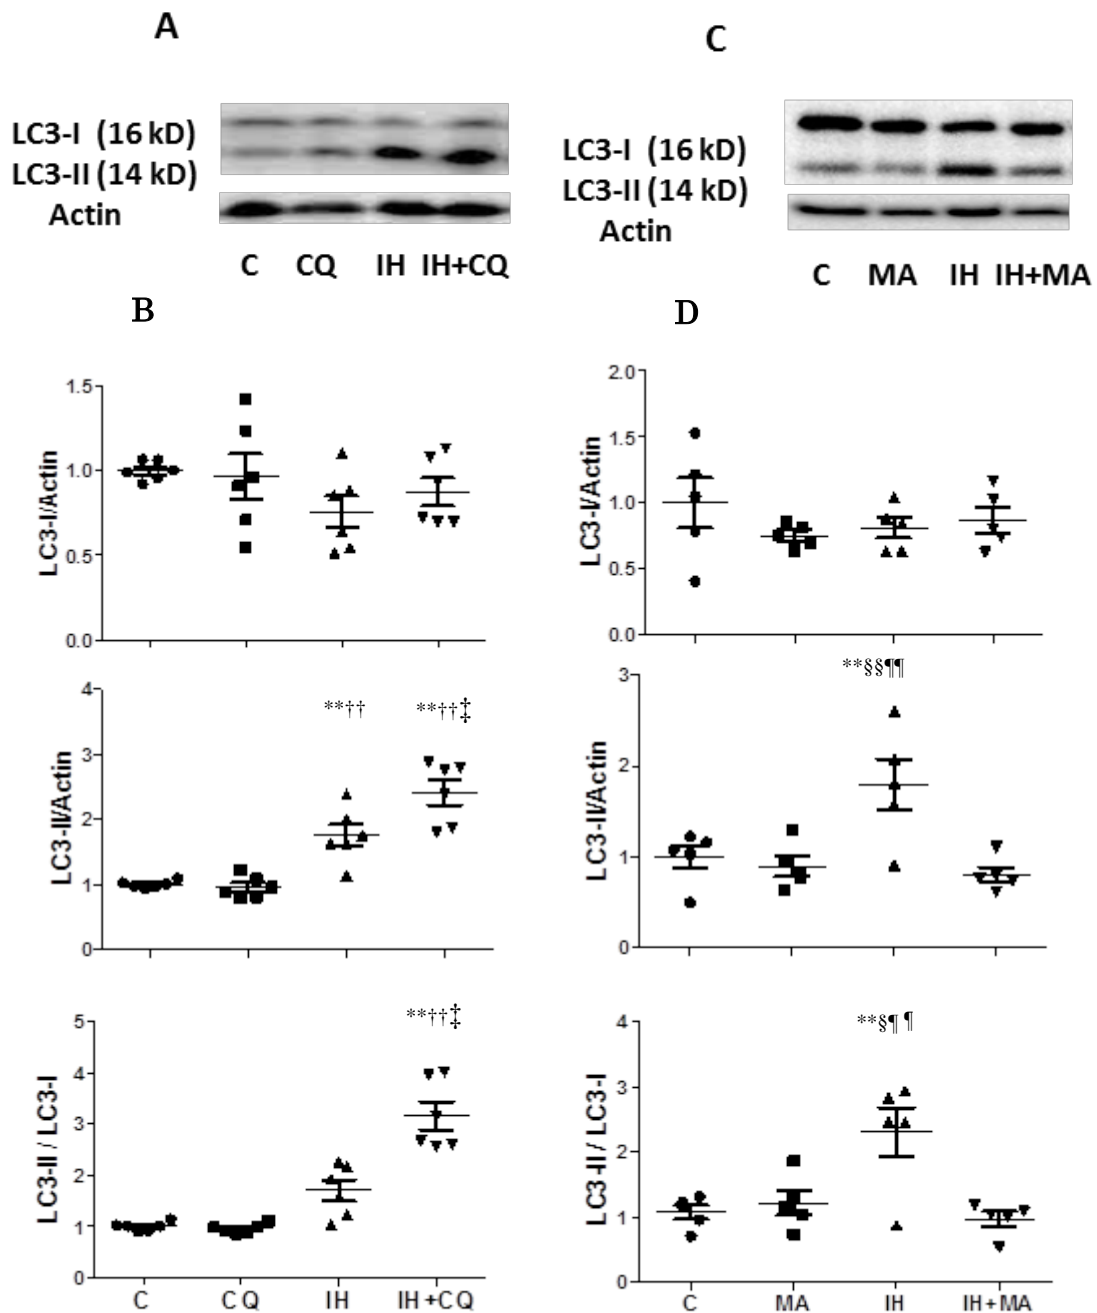 A
LC3-I (16 kD)
LC3-II (14 kD)
Actin
C CQ IH IH+CQ
B
1.5
1.0
0.5
0.0
LC3-I/Actin
4
3
2
1
0
LC3-II/Actin
**††
**††‡
5
4
3
2
1
0
LC3-II / LC3-I
**††‡
C CQ IH IH+CQ
C
LC3-I (16 kD)
LC3-II (14 kD)
Actin
C MA IH IH+MA
D
2.0
1.5
1.0
0.5
0.0
LC3-I/Actin
3
2
1
0
LC3-II/Actin
**§§¶¶
4
3
2
1
0
LC3-II / LC3-I
**§¶ ¶
C MA IH IH+MA